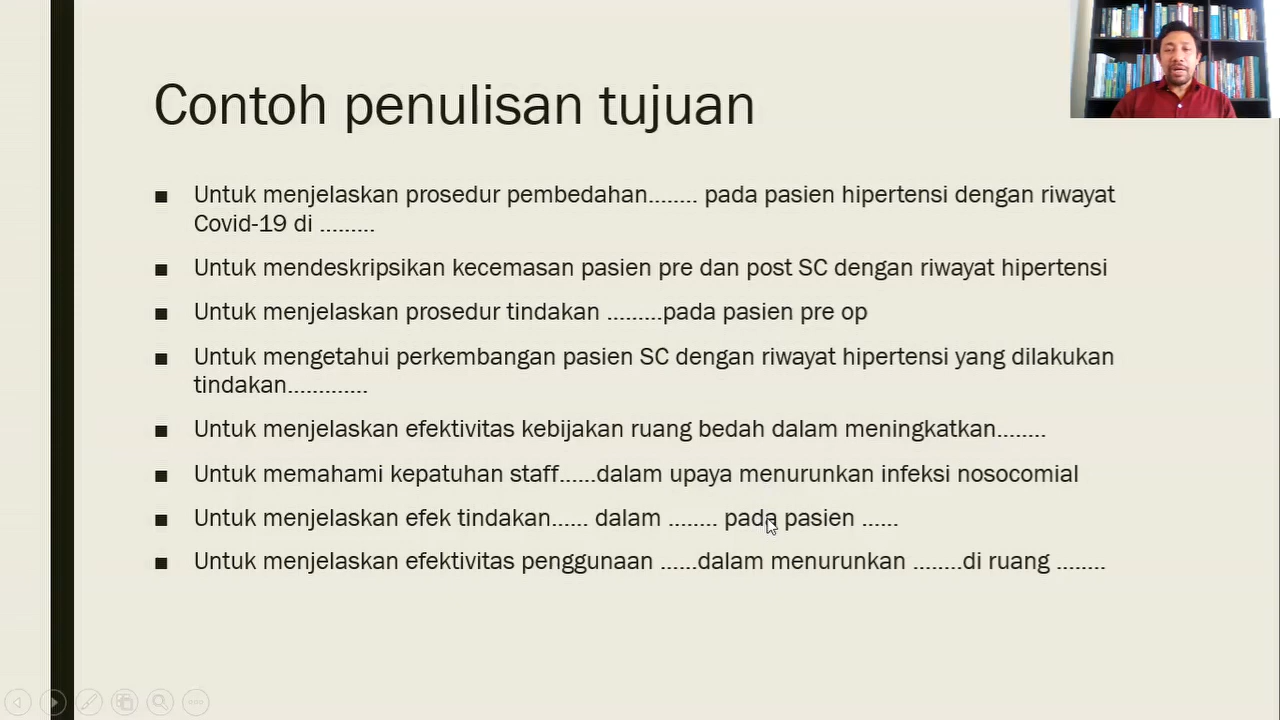 Contoh penulisan tujuan
■ Untuk menjelaskan prosedur pembedahan........ pada pasien hipertensi dengan riwayat
Covid-19 di .........
■ Untuk mendeskripsikan kecemasan pasien pre dan post SC dengan riwayat hipertensi
■ Untuk menjelaskan prosedur tindakan .........pada pasien pre op
■ Untuk mengetahui perkembangan pasien SC dengan riwayat hipertensi yang dilakukan
tindakan.............
■ Untuk menjelaskan efektivitas kebijakan ruang bedah dalam meningkatkan........
■ Untuk memahami kepatuhan staff......dalam upaya menurunkan infeksi nosocomial
■ Untuk menjelaskan efek tindakan...... dalam ........ pada pasien ......
■ Untuk menjelaskan efektivitas penggunaan ......dalam menurunkan ........di ruang ........